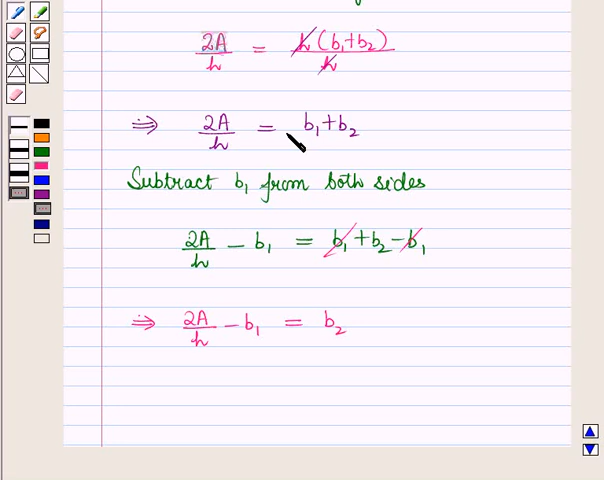 2A/h = h(b₁+b₂)/h
⇒ 2A/h = b₁+b₂
Subtract b₁ from both sides
2A/h − b₁ = b₁ + b₂ − b₁
⇒ 2A/h − b₁ = b₂